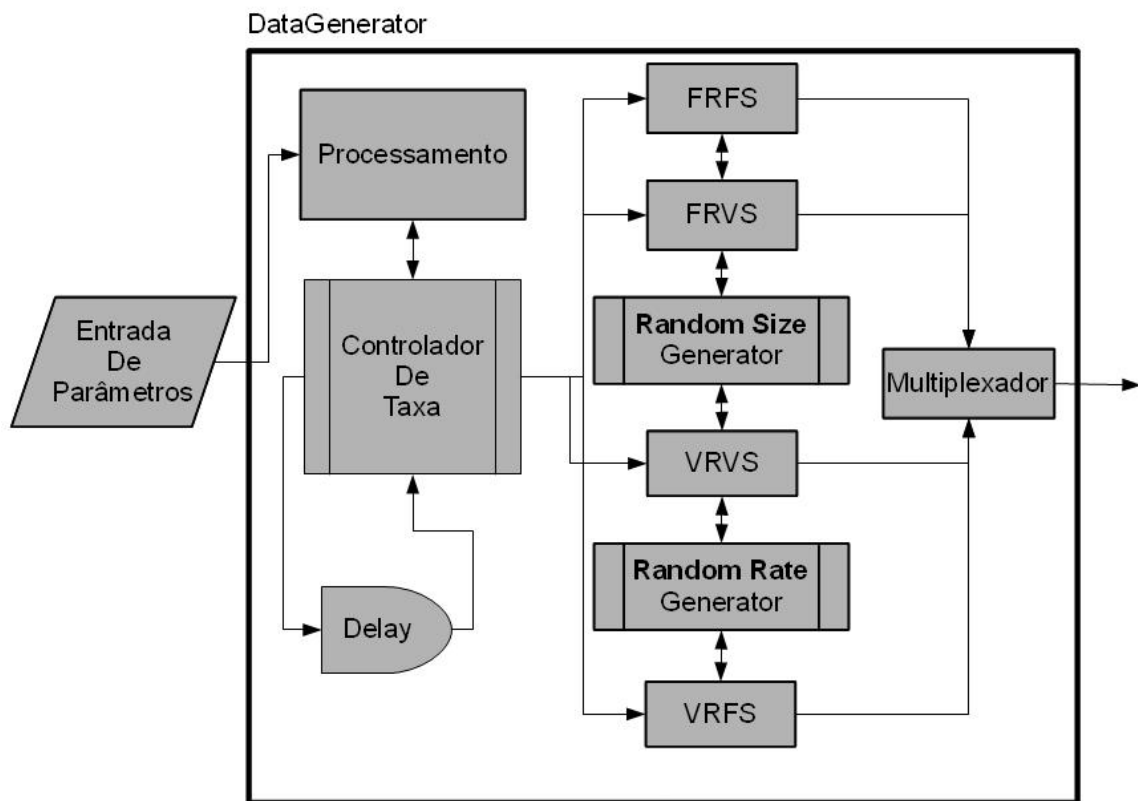 DataGenerator
Processamento
Entrada
De
Parâmetros
Controlador
De
Taxa
Delay
FRFS
FRVS
Random Size
Generator
VRVS
Random Rate
Generator
VRFS
Multiplexador